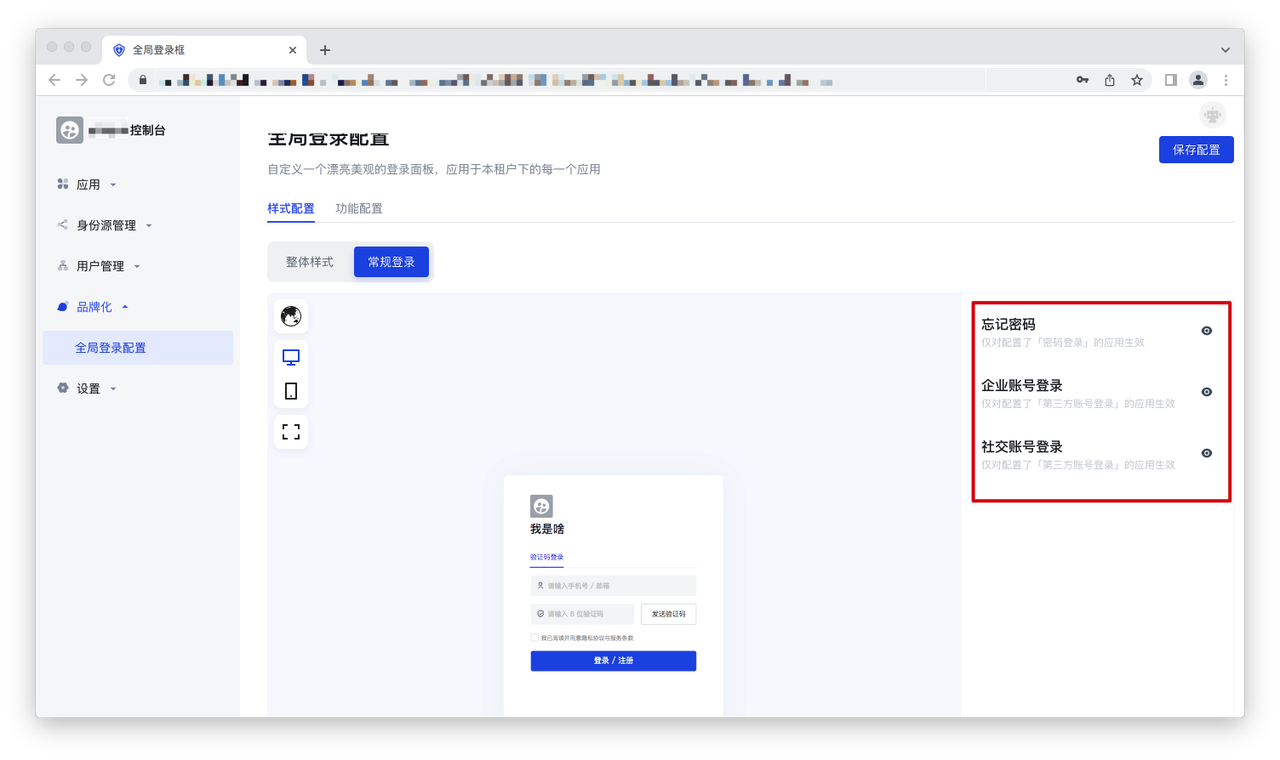 全局登录框
控制台
应用
身份源管理
用户管理
品牌化
全局登录配置
设置
全局登录配置
自定义一个漂亮美观的登录面板，应用于本租户下的每一个应用
保存配置
样式配置
功能配置
整体样式
常规登录
我是啥
验证码登录
请输入手机号 / 邮箱
请输入 6 位验证码
发送验证码
我已阅读并同意隐私协议与服务条款
登录 / 注册
忘记密码
仅对配置了「密码登录」的应用生效
企业账号登录
仅对配置了「第三方账号登录」的应用生效
社交账号登录
仅对配置了「第三方账号登录」的应用生效